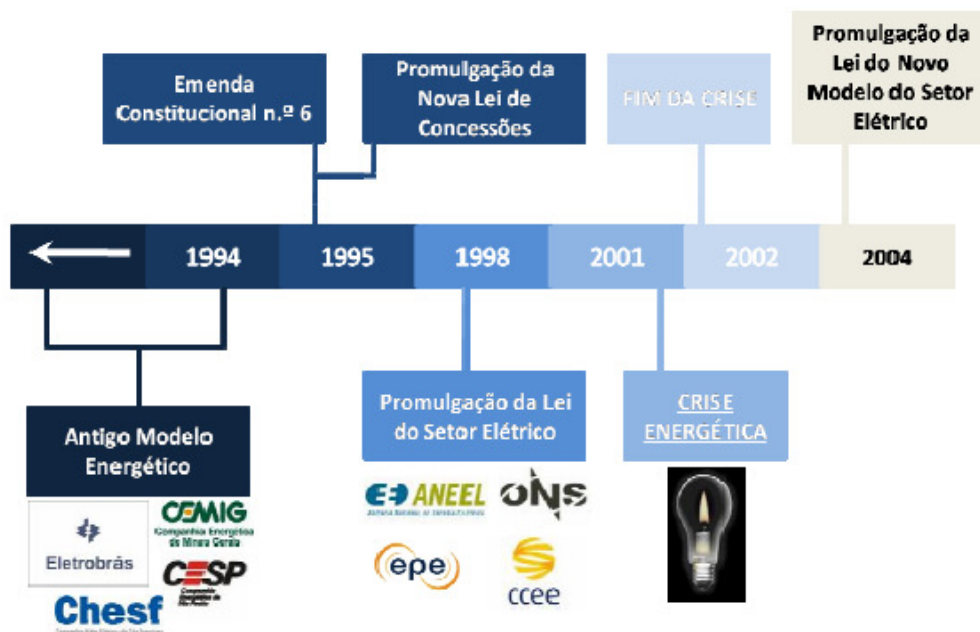 Emenda
Constitucional n.º 6
Promulgação da
Nova Lei de
Concessões
FIM DA CRISE
Promulgação da
Lei do Novo
Modelo do Setor
Elétrico
1994
1995
1998
2001
2002
2004
Antigo Modelo
Energético
Promulgação da Lei
do Setor Elétrico
CRISE
ENERGÉTICA
Eletrobrás
CEMIG
Companhia Energética
de Minas Gerais
CESP
Chesf
ANEEL
ONS
epe
ccee